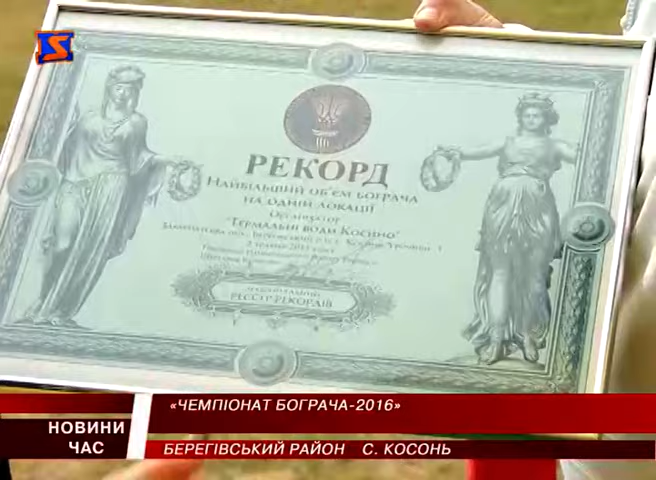 S
РЕКОРД
Найбільший об'єм бограча
на одній локації
Організатор
"Термальні води Косино"
Національний
реєстр рекордів
«ЧЕМПІОНАТ БОГРАЧА-2016»
НОВИНИ
ЧАС
БЕРЕГІВСЬКИЙ РАЙОН С. КОСОНЬ